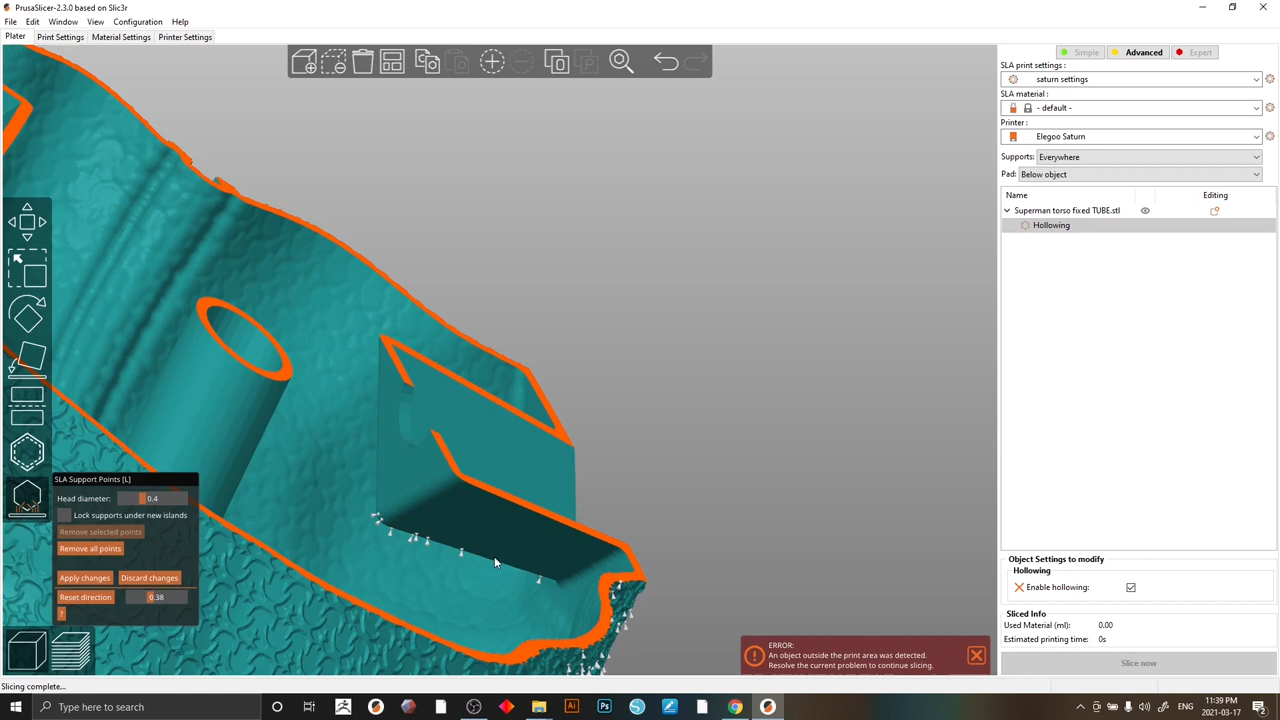 PrusaSlicer-2.3.0 based on Slic3r
File Edit Window View Configuration Help
Plater Print Settings Material Settings Printer Settings
Simple Advanced Expert
SLA print settings :
saturn settings
SLA material :
- default -
Printer :
Elegoo Saturn
Supports: Everywhere
Pad: Below object
Name Editing
Superman torso fixed TUBE.stl
Hollowing
SLA Support Points [L]
Head diameter: 0.4
Lock supports under new islands
Remove selected points
Remove all points
Apply changes Discard changes
Reset direction 0.38
?
Object Settings to modify
Hollowing
Enable hollowing:
Sliced Info
Used Material (ml): 0.00
Estimated printing time: 0s
Slice now
ERROR:
An object outside the print area was detected.
Resolve the current problem to continue slicing.
Slicing complete...
Type here to search
Ai
Ps
ENG
11:39 PM
2021-03-17
2